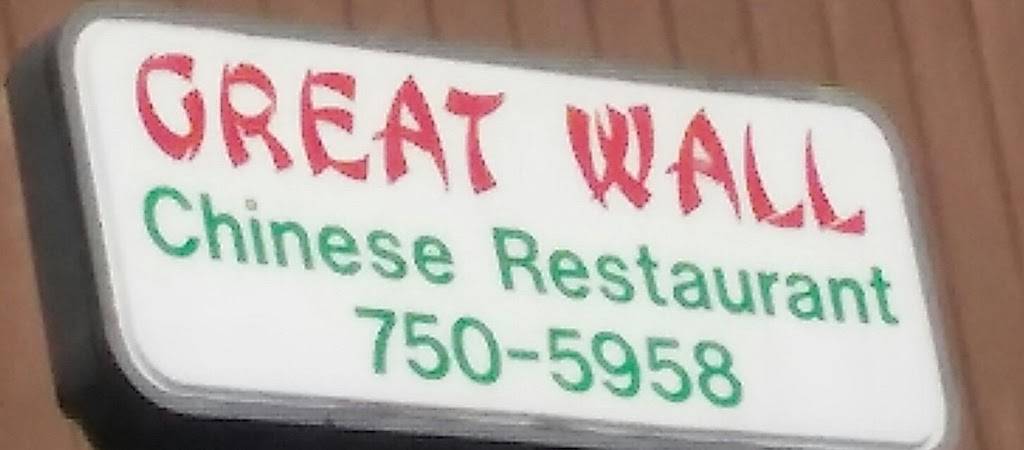 GREAT WALL
Chinese Restaurant
750-5958